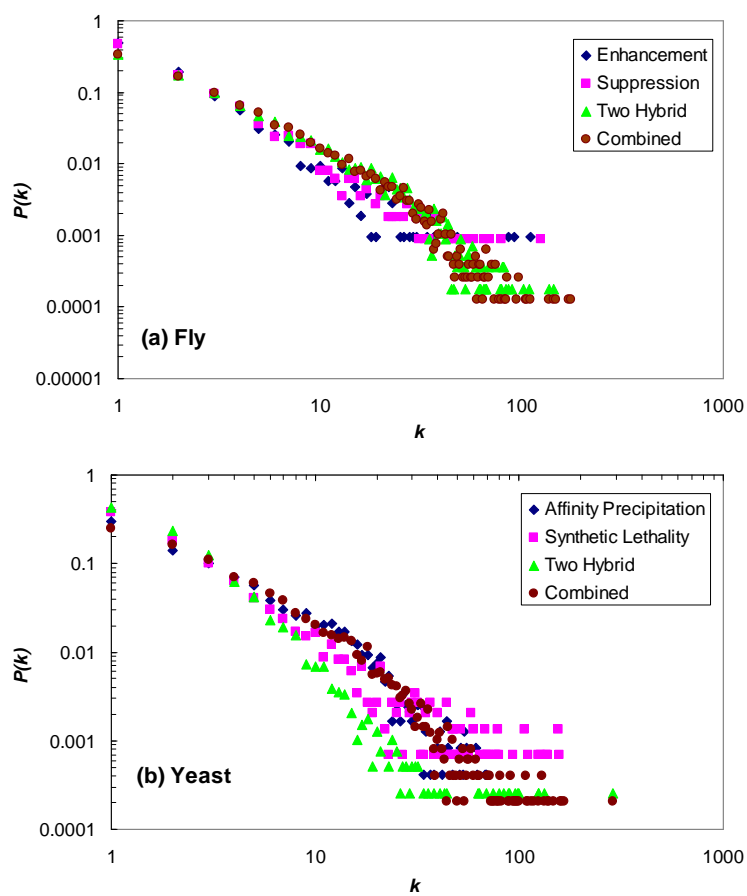 1
0.1
0.01
0.001
0.0001
0.00001
P(k)
Enhancement
Suppression
Two Hybrid
Combined
(a) Fly
1 10 100 1000
k
1
0.1
0.01
0.001
0.0001
P(k)
Affinity Precipitation
Synthetic Lethality
Two Hybrid
Combined
(b) Yeast
1 10 100 1000
k